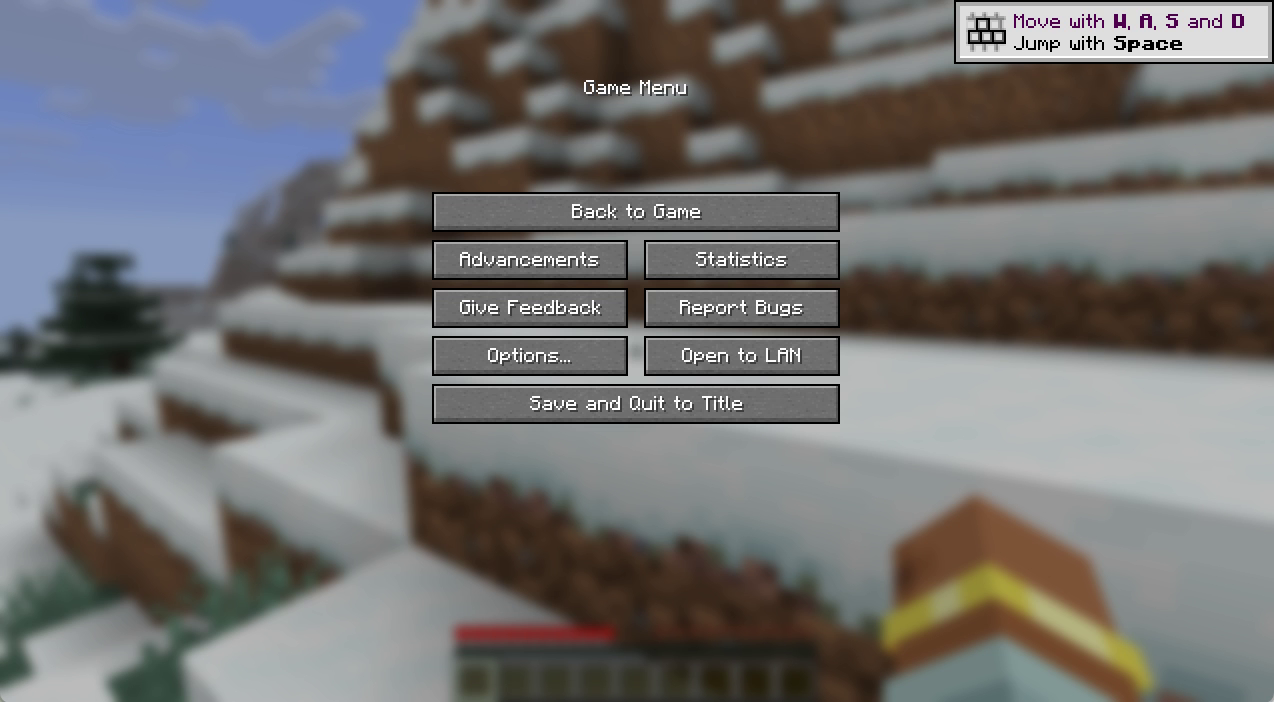 Move with W, A, S and D
Jump with Space
Game Menu
Back to Game
Advancements
Statistics
Give Feedback
Report Bugs
Options...
Open to LAN
Save and Quit to Title